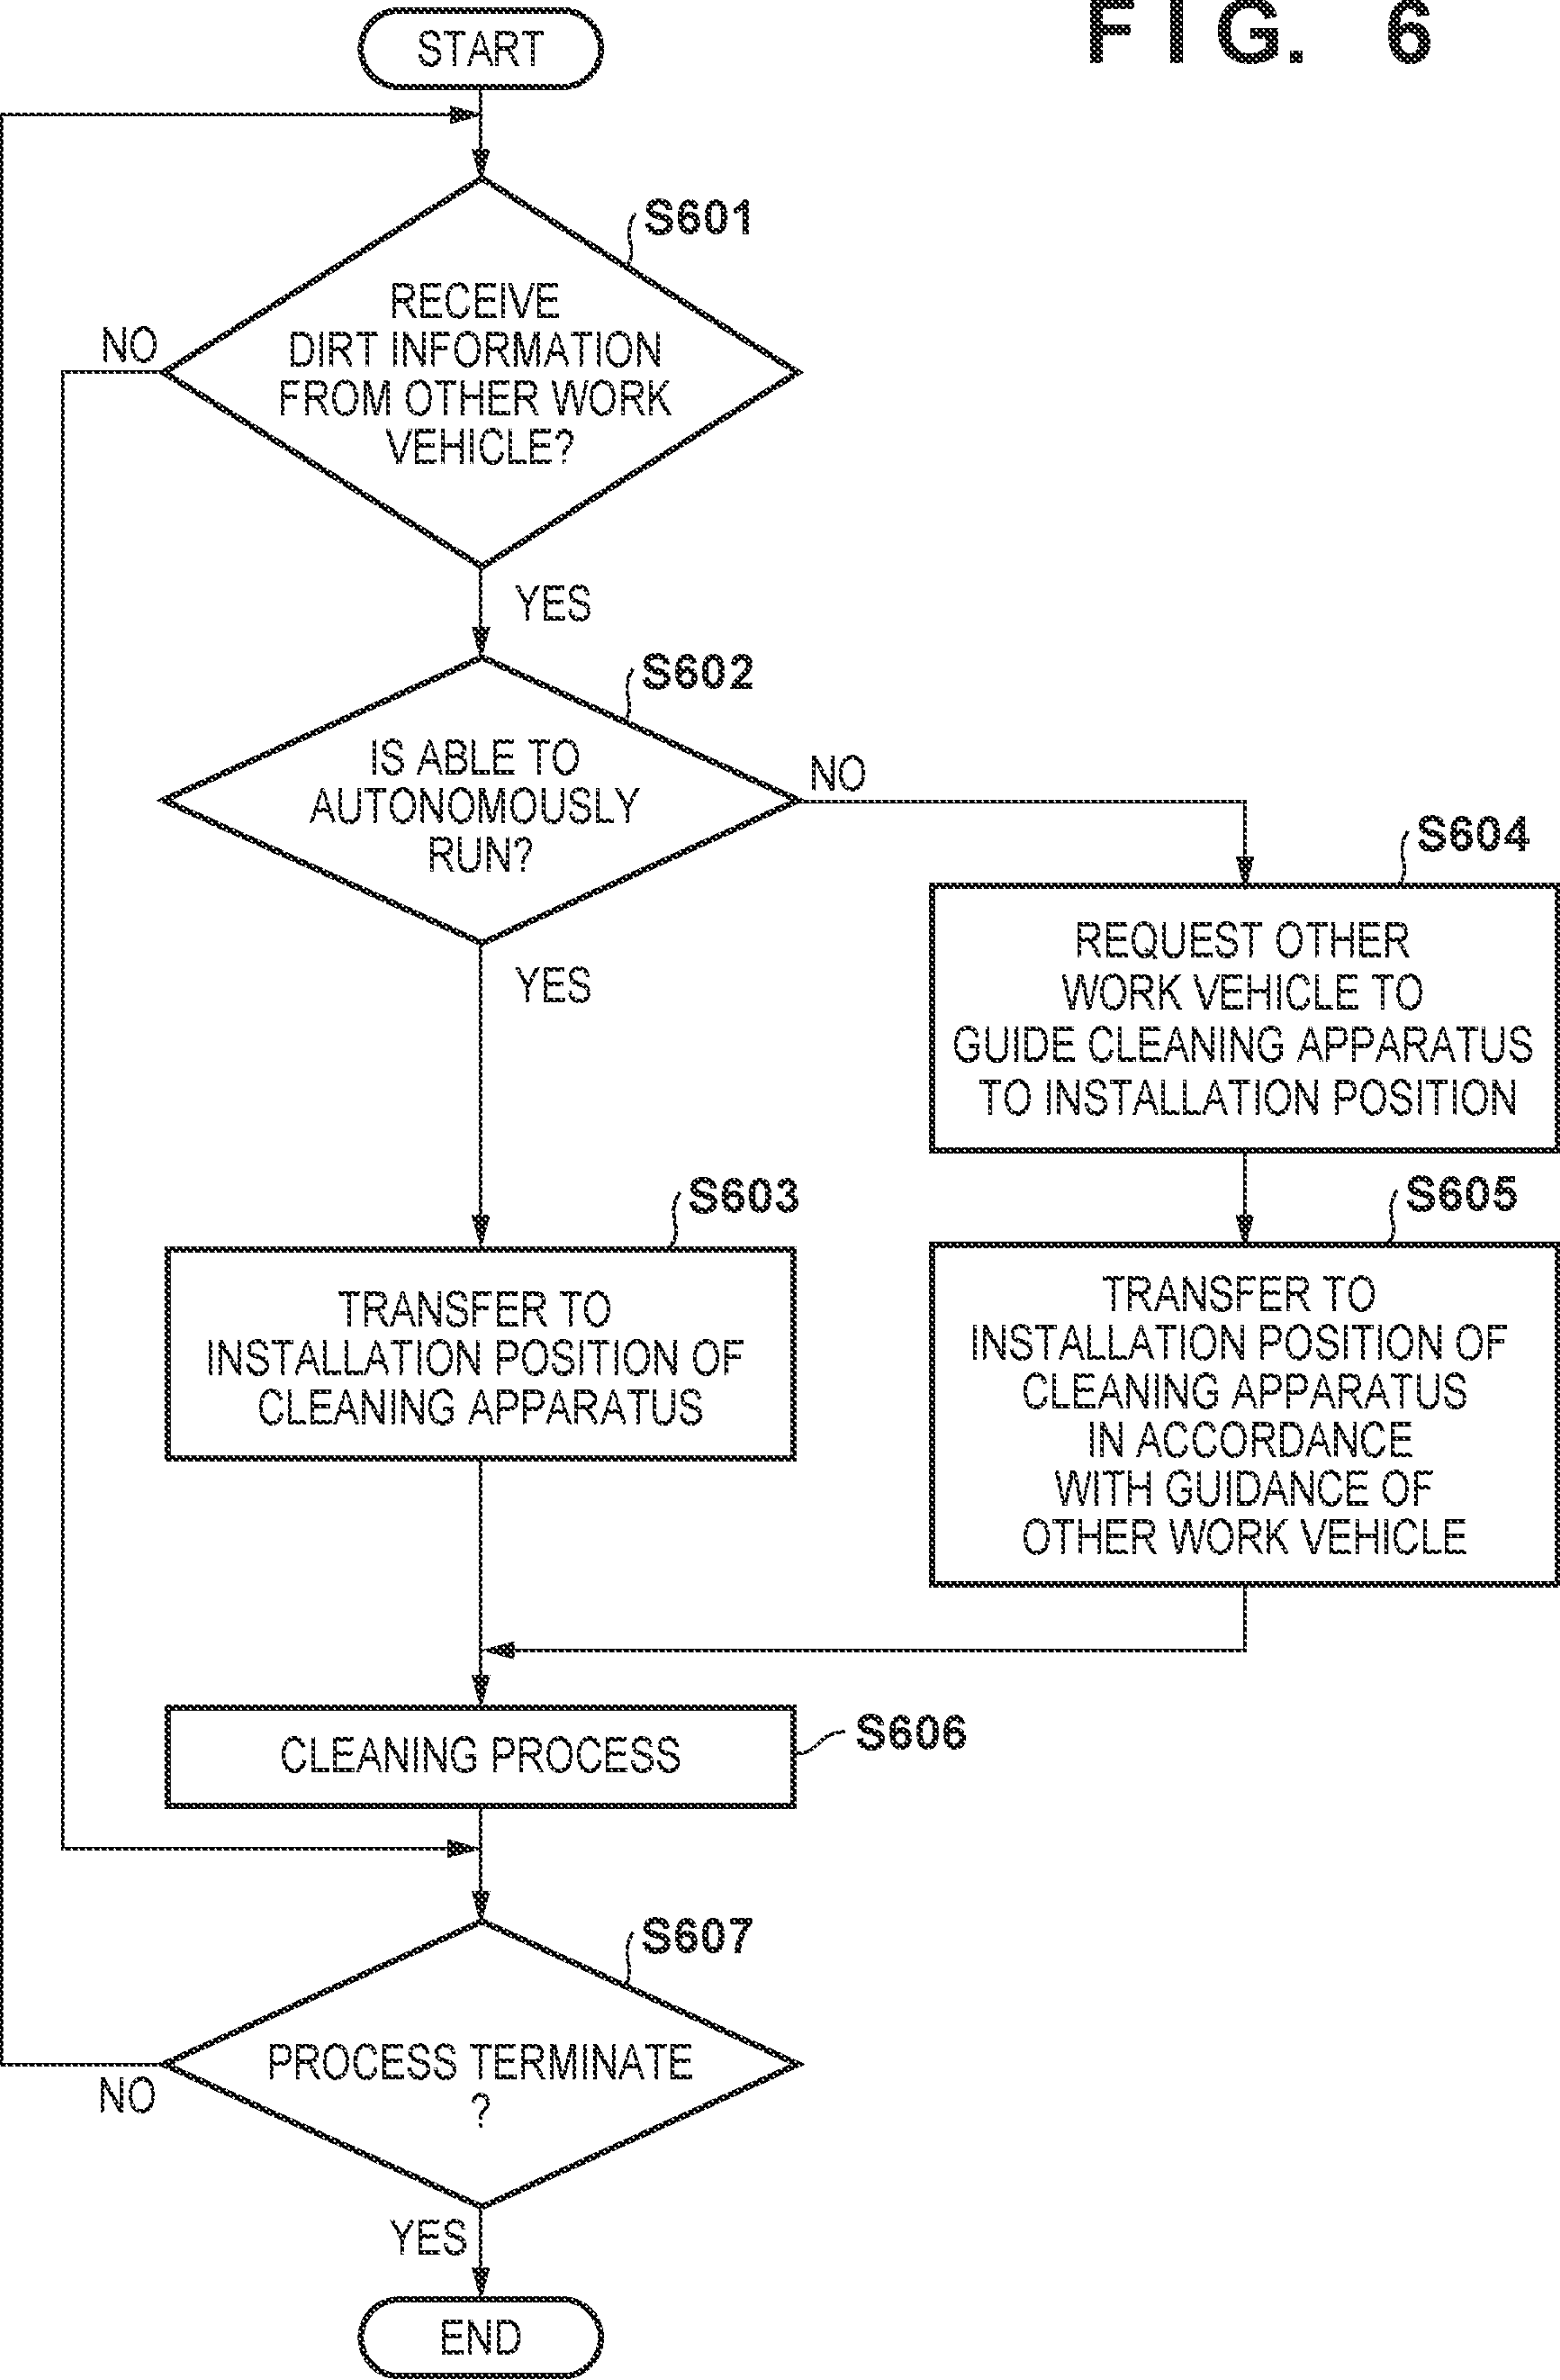 FIG. 6
START
S601
RECEIVE
DIRT INFORMATION
FROM OTHER WORK
VEHICLE?
NO
YES
S602
IS ABLE TO
AUTONOMOUSLY
RUN?
NO
YES
S604
REQUEST OTHER
WORK VEHICLE TO
GUIDE CLEANING APPARATUS
TO INSTALLATION POSITION
S603
TRANSFER TO
INSTALLATION POSITION OF
CLEANING APPARATUS
S605
TRANSFER TO
INSTALLATION POSITION OF
CLEANING APPARATUS
IN ACCORDANCE
WITH GUIDANCE OF
OTHER WORK VEHICLE
CLEANING PROCESS
S606
S607
PROCESS TERMINATE
?
NO
YES
END